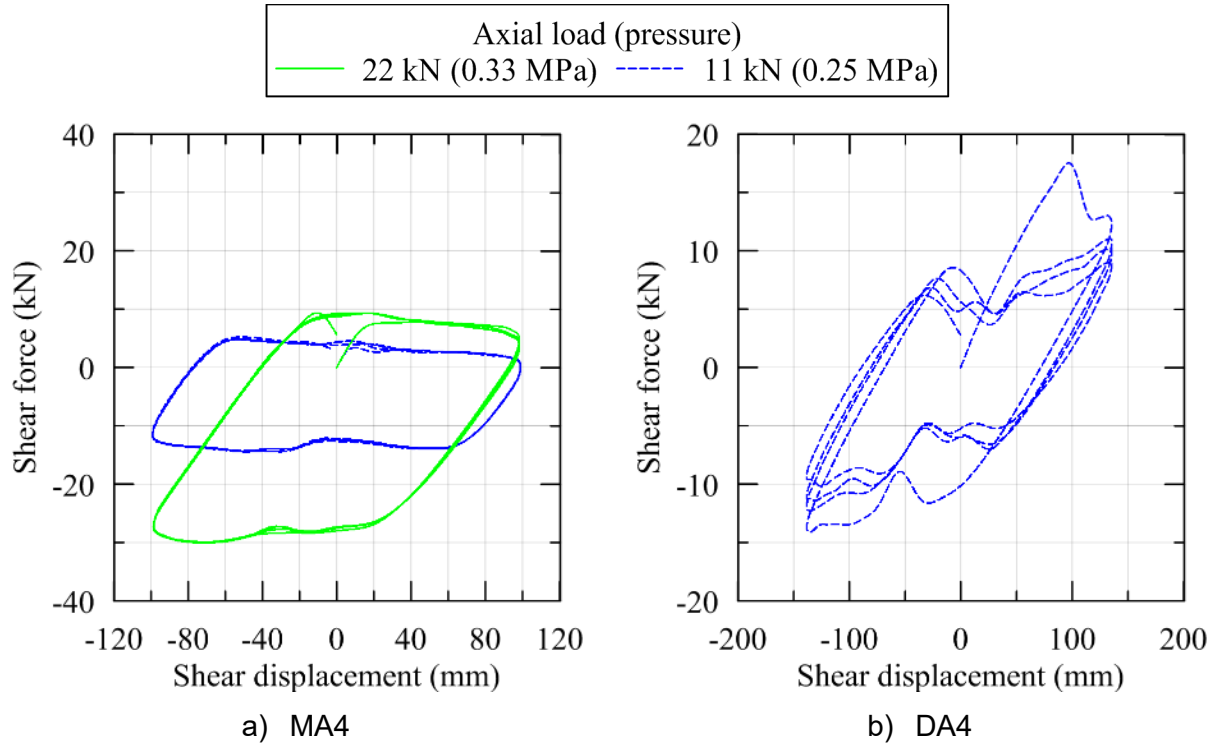 Axial load (pressure)
22 kN (0.33 MPa) 11 kN (0.25 MPa)
40
20
0
-20
-40
Shear force (kN)
-120 -80 -40 0 40 80 120
Shear displacement (mm)
a) MA4
20
10
0
-10
-20
Shear force (kN)
-200 -100 0 100 200
Shear displacement (mm)
b) DA4